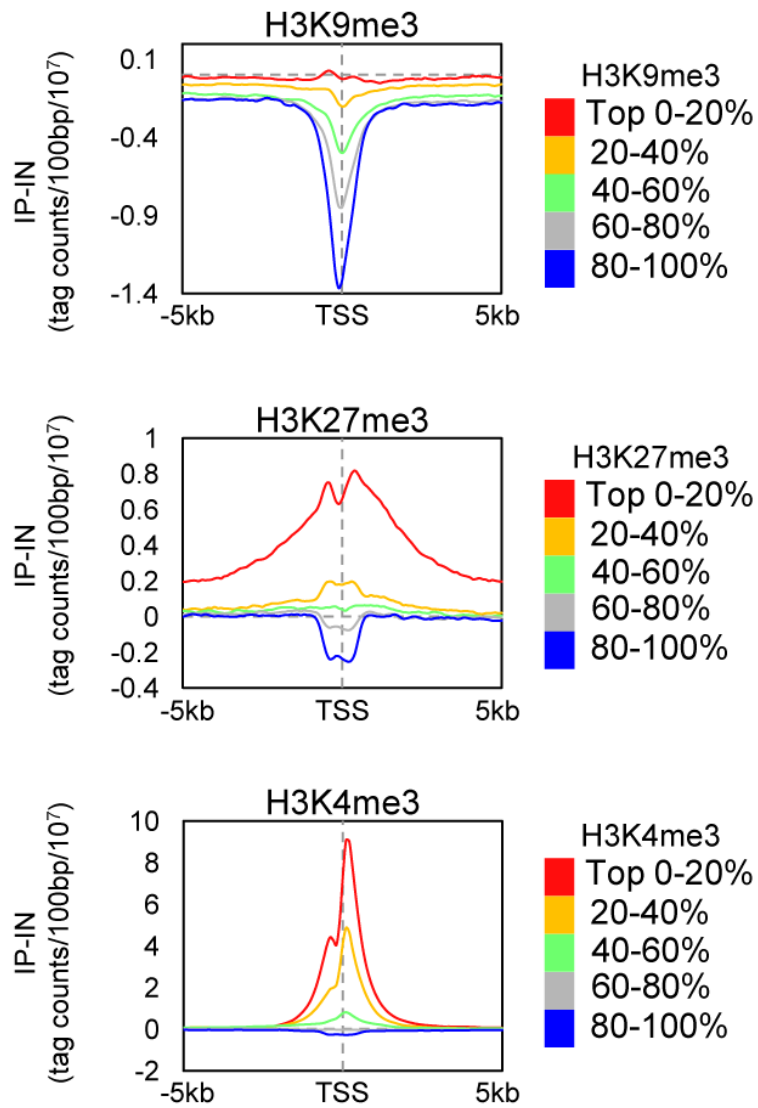 H3K9me3
0.1
-0.4
-0.9
-1.4
IP-IN
(tag counts/100bp/10⁷)
-5kb TSS 5kb
H3K9me3
Top 0-20%
20-40%
40-60%
60-80%
80-100%
H3K27me3
1
0.8
0.6
0.4
0.2
0
-0.2
-0.4
IP-IN
(tag counts/100bp/10⁷)
-5kb TSS 5kb
H3K27me3
Top 0-20%
20-40%
40-60%
60-80%
80-100%
H3K4me3
10
8
6
4
2
0
-2
IP-IN
(tag counts/100bp/10⁷)
-5kb TSS 5kb
H3K4me3
Top 0-20%
20-40%
40-60%
60-80%
80-100%